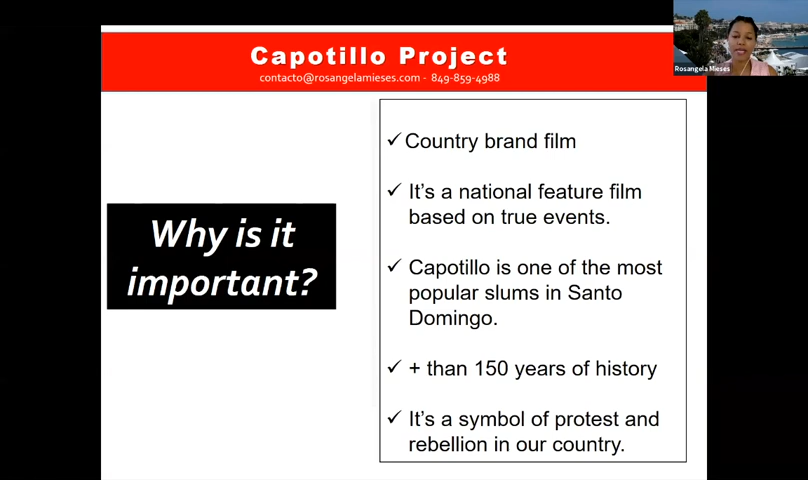 Capotillo Project
contacto@rosangelamieses.com - 849-859-4988
Rosangela Mieses
Why is it
important?
✓ Country brand film
✓ It's a national feature film
based on true events.
✓ Capotillo is one of the most
popular slums in Santo
Domingo.
✓ + than 150 years of history
✓ It's a symbol of protest and
rebellion in our country.